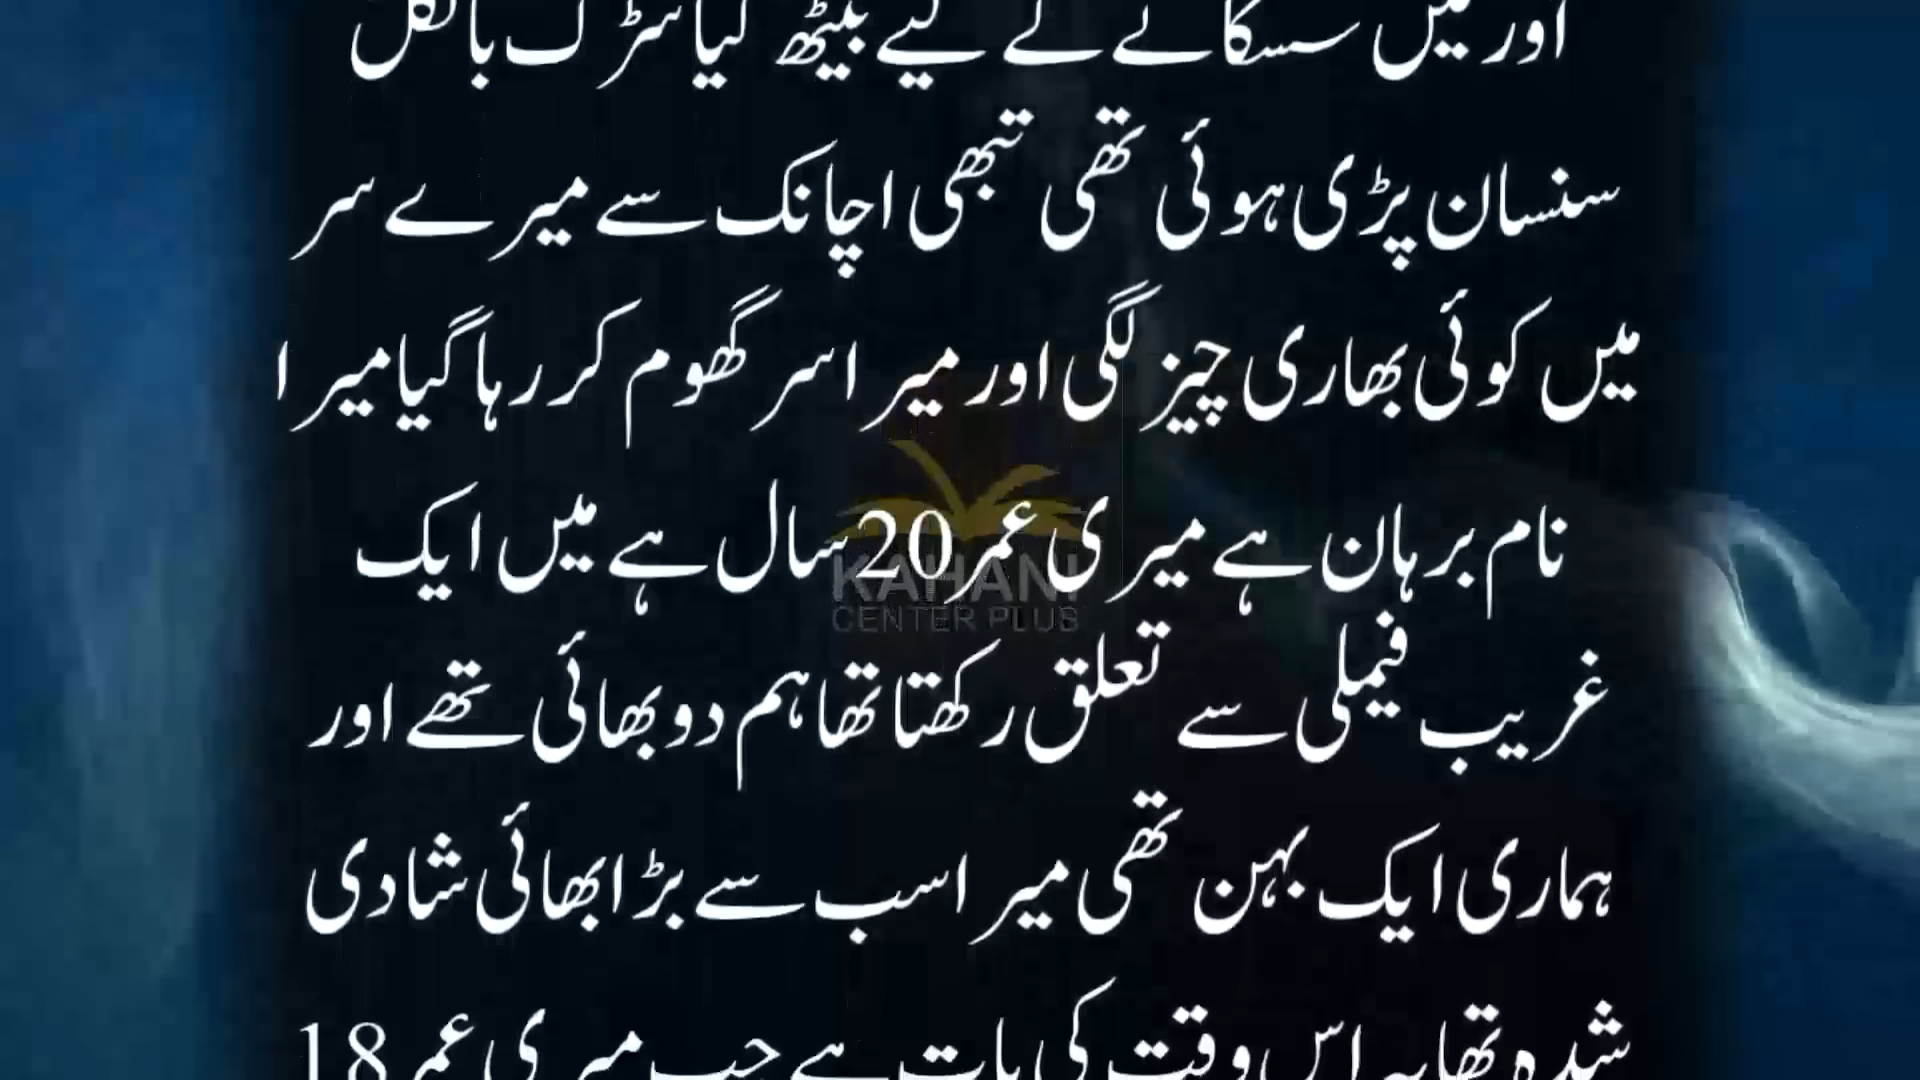 اور میں سسکانے کے لیے بیٹھ گیا سڑک بالکل
سنسان پڑی ہوئی تھی تبھی اچانک سے میرے سر
میں کوئی بھاری چیز لگی اور میرا سر گھوم کر رہا گیا میرا
نام برہان ہے میری عمر 20 سال ہے میں ایک
غریب فیملی سے تعلق رکھتا تھا ہم دو بھائی تھے اور
ہماری ایک بہن تھی میرا سب سے بڑا بھائی شادی
شدہ تھا یہ اس وقت کی بات ہے جب میری عمر 18
KAHANI
CENTER PLUS